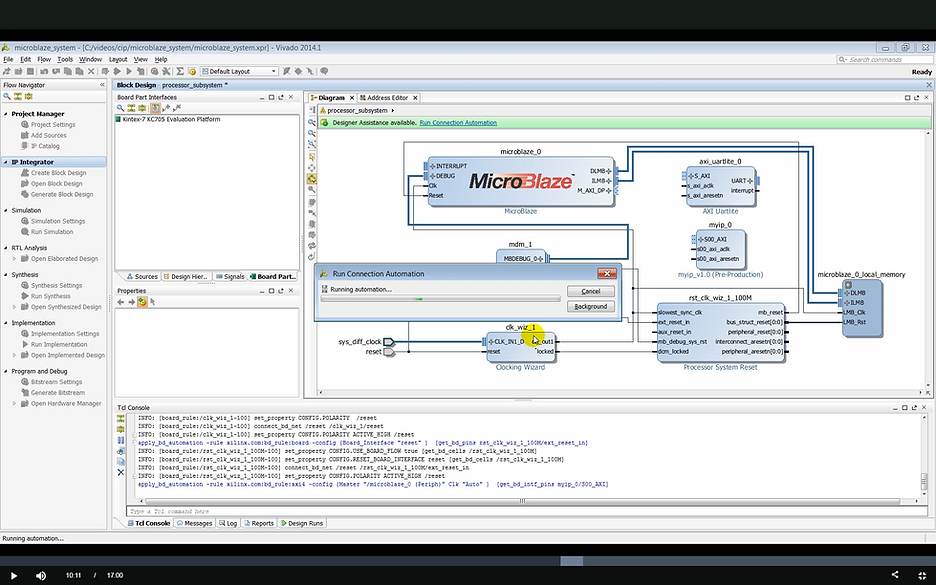 microblaze_system - [C:/videos/cip/microblaze_system/microblaze_system.xpr] - Vivado 2014.1
File Edit Flow Tools Window Layout View Help
Search commands
Default Layout
Ready
Flow Navigator
Project Manager
Project Settings
Add Sources
IP Catalog
IP Integrator
Create Block Design
Open Block Design
Generate Block Design
Simulation
Simulation Settings
Run Simulation
RTL Analysis
Open Elaborated Design
Synthesis
Synthesis Settings
Run Synthesis
Open Synthesized Design
Implementation
Implementation Settings
Run Implementation
Open Implemented Design
Program and Debug
Bitstream Settings
Generate Bitstream
Open Hardware Manager
Block Design - processor_subsystem *
Board Part Interfaces
Kintex-7 KC705 Evaluation Platform
Sources Design Hier... Signals Board Part...
Properties
Diagram Address Editor
processor_subsystem
Designer Assistance available. Run Connection Automation
microblaze_0
INTERRUPT
DEBUG
Clk
Reset
MicroBlaze
DLMB
ILMB
M_AXI_DP
MicroBlaze
axi_uartlite_0
S_AXI
s_axi_aclk
s_axi_aresetn
UART
interrupt
AXI Uartlite
myip_0
S00_AXI
s00_axi_aclk
s00_axi_aresetn
myip_v1.0 (Pre-Production)
mdm_1
MBDEBUG_0
microblaze_0_local_memory
DLMB
ILMB
LMB_Clk
LMB_Rst
rst_clk_wiz_1_100M
slowest_sync_clk
ext_reset_in
aux_reset_in
mb_debug_sys_rst
dcm_locked
mb_reset
bus_struct_reset[0:0]
peripheral_reset[0:0]
interconnect_aresetn[0:0]
peripheral_aresetn[0:0]
Processor System Reset
clk_wiz_1
sys_diff_clock
reset
CLK_IN1_D
reset
locked
Clocking Wizard
Run Connection Automation
Running automation...
Cancel
Background
Tcl Console
INFO: [board_rule:/clk_wiz_1-100] set_property CONFIG.POLARITY /reset
INFO: [board_rule:/clk_wiz_1-100] connect_bd_net /reset /clk_wiz_1/reset
INFO: [board_rule:/clk_wiz_1-100] set_property CONFIG.POLARITY ACTIVE_HIGH /reset
apply_bd_automation -rule xilinx.com:bd_rule:board -config {Board_Interface "reset" } [get_bd_pins rst_clk_wiz_1_100M/ext_reset_in]
INFO: [board_rule:/rst_clk_wiz_1_100M-100] set_property CONFIG.USE_BOARD_FLOW true [get_bd_cells /rst_clk_wiz_1_100M]
INFO: [board_rule:/rst_clk_wiz_1_100M-100] set_property CONFIG.RESET_BOARD_INTERFACE reset [get_bd_cells /rst_clk_wiz_1_100M]
INFO: [board_rule:/rst_clk_wiz_1_100M-100] connect_bd_net /reset /rst_clk_wiz_1_100M/ext_reset_in
INFO: [board_rule:/rst_clk_wiz_1_100M-100] set_property CONFIG.POLARITY ACTIVE_HIGH /reset
apply_bd_automation -rule xilinx.com:bd_rule:axi4 -config {Master "/microblaze_0 (Periph)" Clk "Auto" } [get_bd_intf_pins myip_0/S00_AXI]
Type a Tcl command here
Tcl Console Messages Log Reports Design Runs
Running automation...
10:11 / 17:00